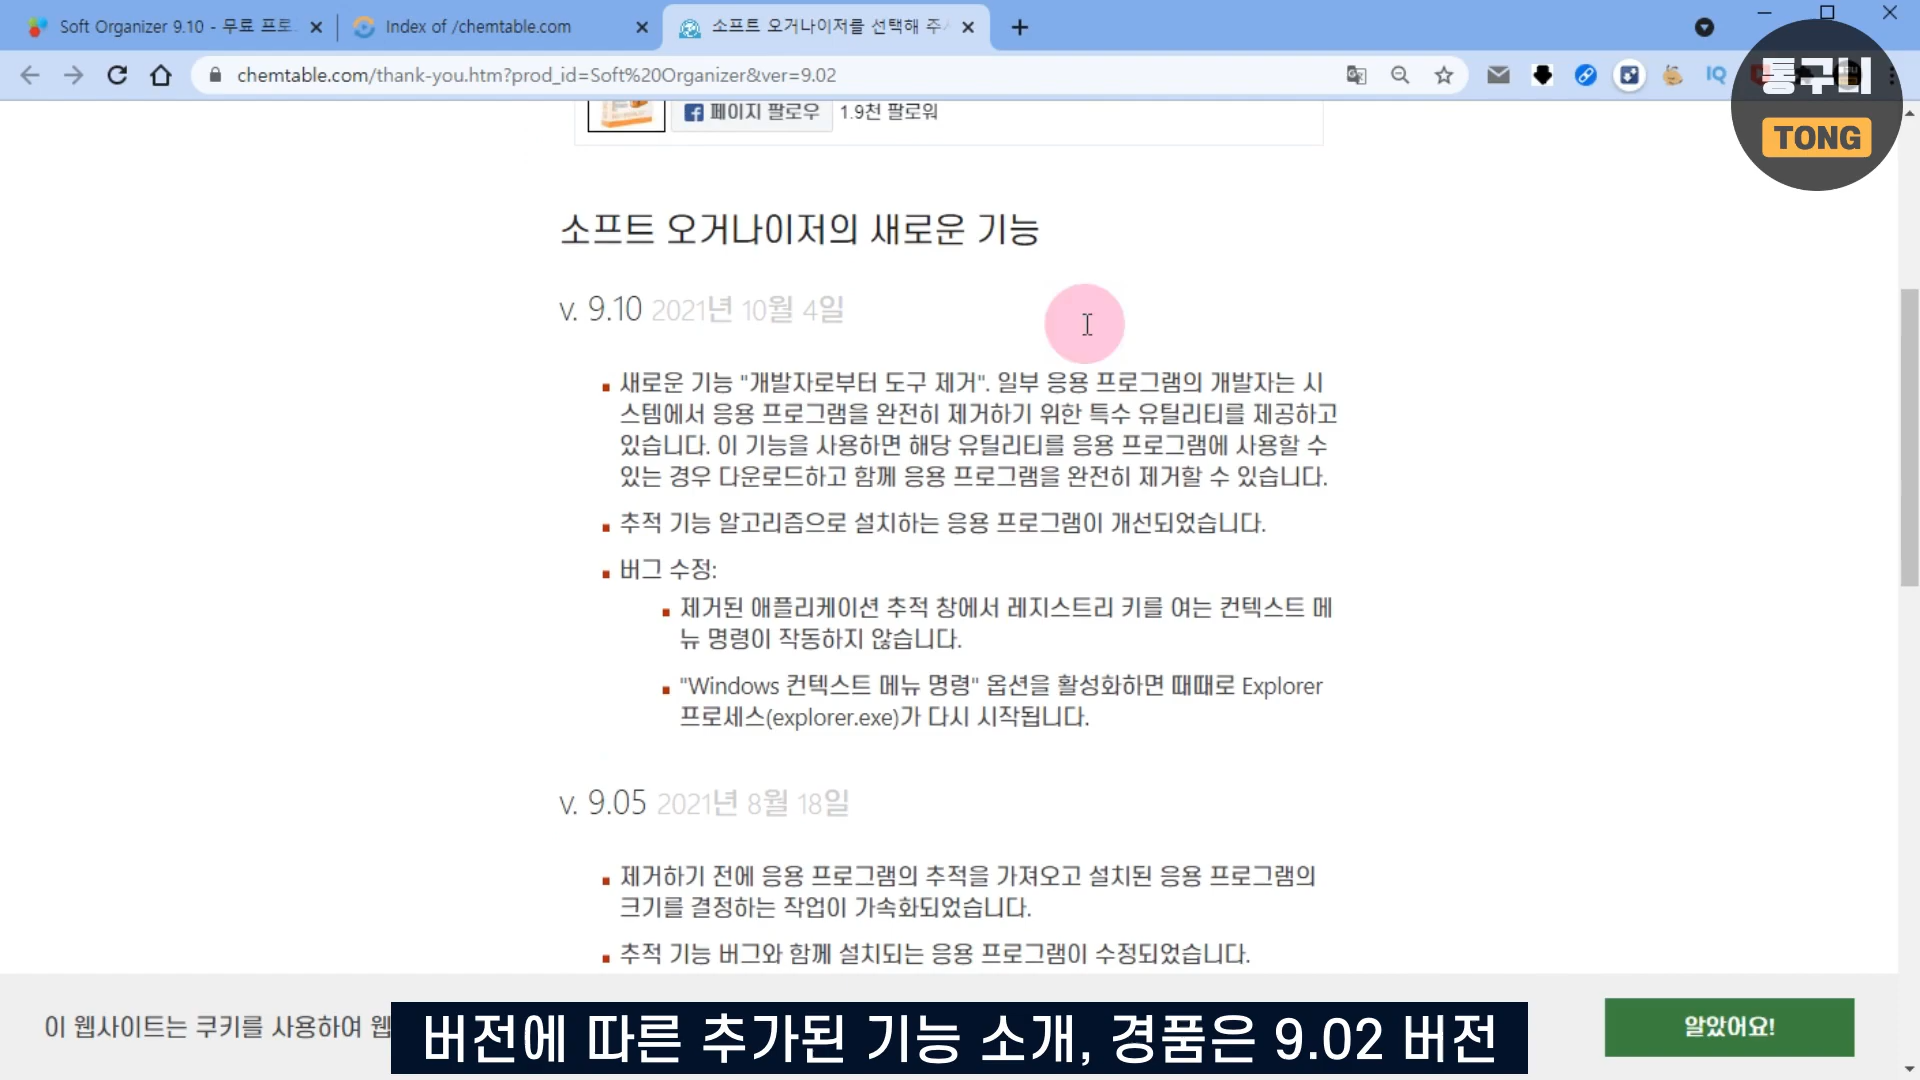 Soft Organizer 9.10 - 무료 프로
Index of /chemtable.com
소프트 오거나이저를 선택해 주
chemtable.com/thank-you.htm?prod_id=Soft%20Organizer&ver=9.02
IQ
통구니
TONG
페이지 팔로우 1.9천 팔로워
소프트 오거나이저의 새로운 기능
v. 9.10 2021년 10월 4일
새로운 기능 "개발자로부터 도구 제거". 일부 응용 프로그램의 개발자는 시
스템에서 응용 프로그램을 완전히 제거하기 위한 특수 유틸리티를 제공하고
있습니다. 이 기능을 사용하면 해당 유틸리티를 응용 프로그램에 사용할 수
있는 경우 다운로드하고 함께 응용 프로그램을 완전히 제거할 수 있습니다.
추적 기능 알고리즘으로 설치하는 응용 프로그램이 개선되었습니다.
버그 수정:
제거된 애플리케이션 추적 창에서 레지스트리 키를 여는 컨텍스트 메
뉴 명령이 작동하지 않습니다.
"Windows 컨텍스트 메뉴 명령" 옵션을 활성화하면 때때로 Explorer
프로세스(explorer.exe)가 다시 시작됩니다.
v. 9.05 2021년 8월 18일
제거하기 전에 응용 프로그램의 추적을 가져오고 설치된 응용 프로그램의
크기를 결정하는 작업이 가속화되었습니다.
추적 기능 버그와 함께 설치되는 응용 프로그램이 수정되었습니다.
이 웹사이트는 쿠키를 사용하여 웹
버전에 따른 추가된 기능 소개, 경품은 9.02 버전
알았어요!